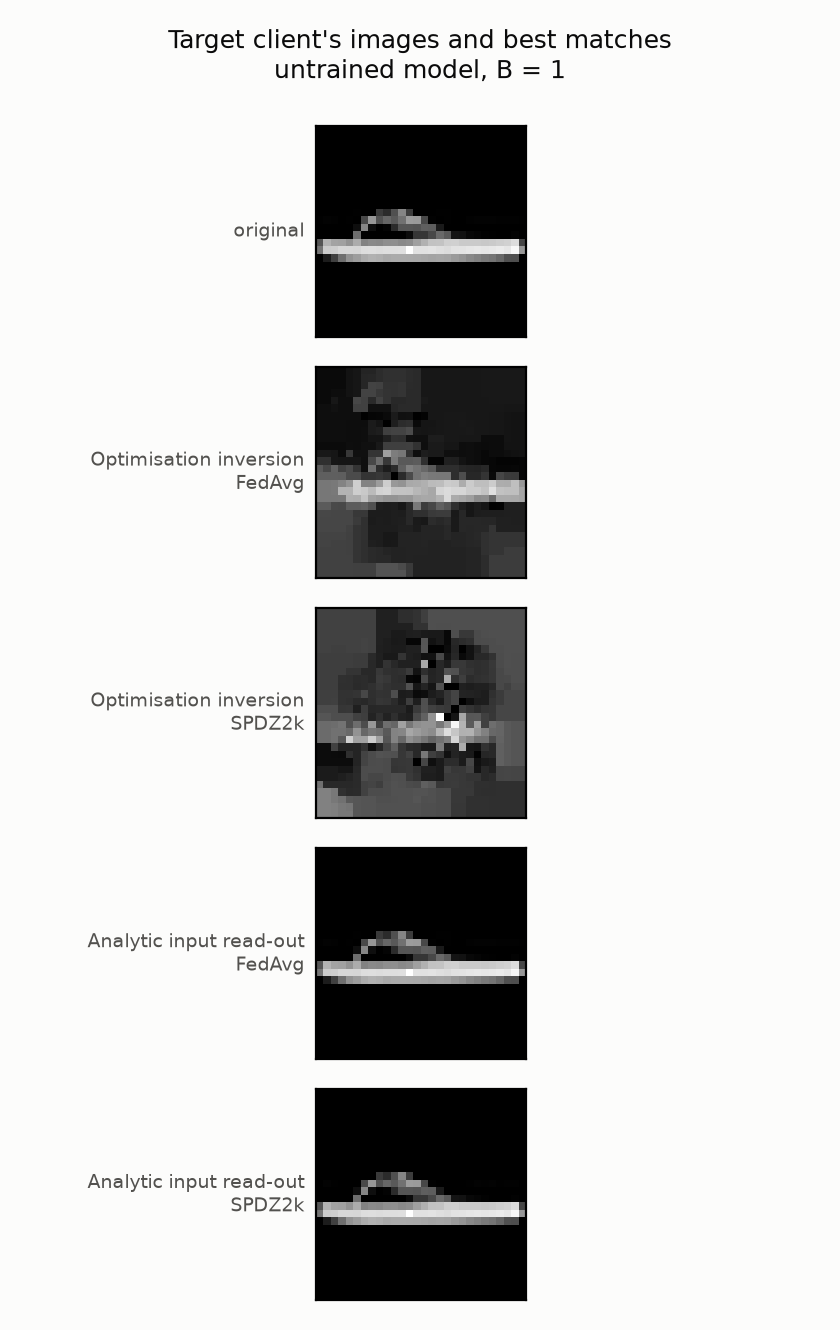 Target client's images and best matches
untrained model, B = 1
original
Optimisation inversion
FedAvg
Optimisation inversion
SPDZ2k
Analytic input read-out
FedAvg
Analytic input read-out
SPDZ2k